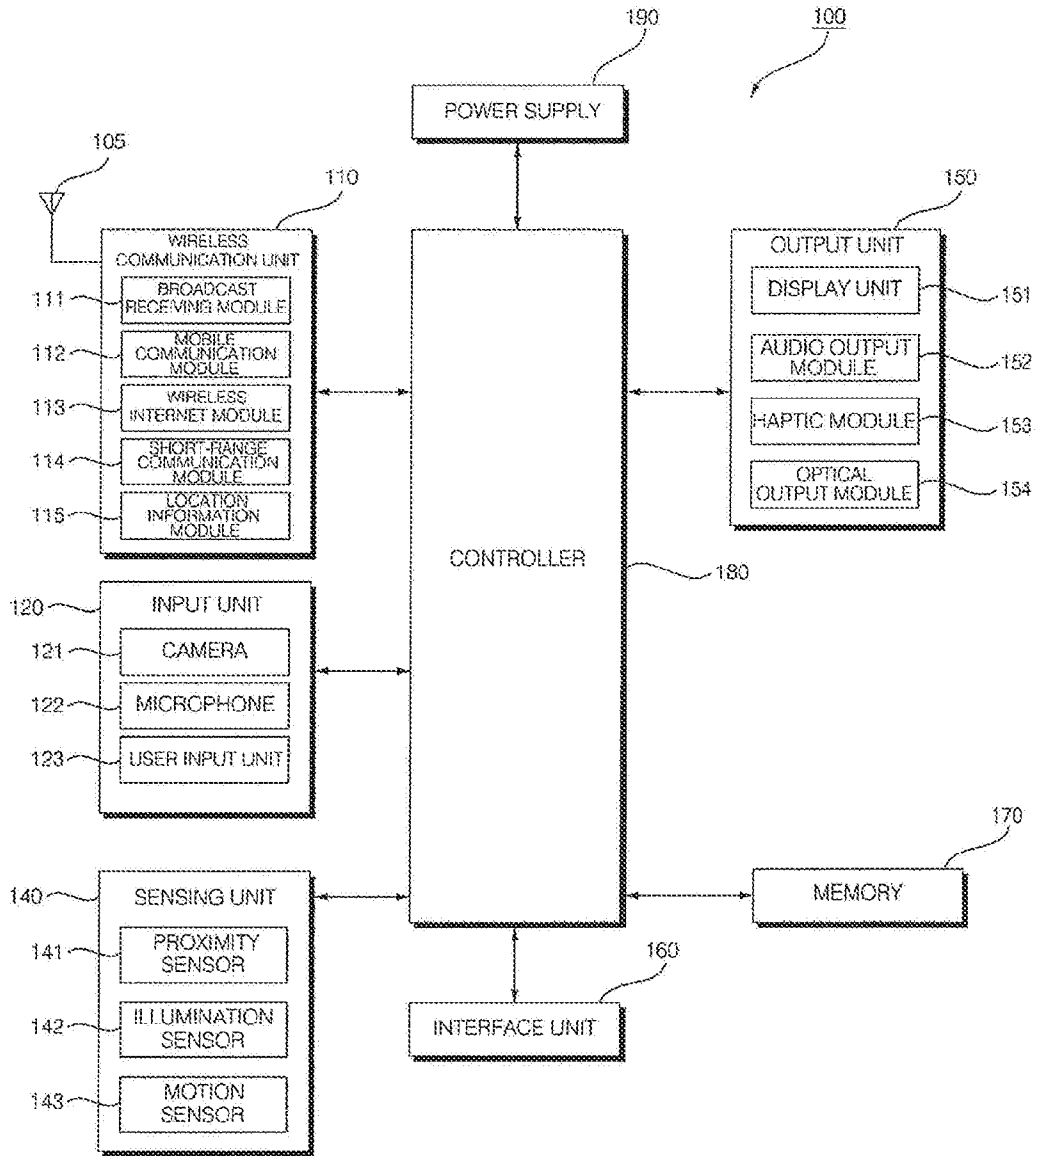 190
100
POWER SUPPLY
105
110
150
WIRELESS
COMMUNICATION UNIT
OUTPUT UNIT
111
BROADCAST
RECEIVING MODULE
DISPLAY UNIT
151
112
MOBILE
COMMUNICATION
MODULE
AUDIO OUTPUT
MODULE
152
113
WIRELESS
INTERNET MODULE
HAPTIC MODULE
153
114
SHORT-RANGE
COMMUNICATION
MODULE
OPTICAL
OUTPUT MODULE
154
115
LOCATION
INFORMATION
MODULE
CONTROLLER
180
120
INPUT UNIT
121
CAMERA
122
MICROPHONE
123
USER INPUT UNIT
170
140
SENSING UNIT
MEMORY
141
PROXIMITY
SENSOR
160
142
ILLUMINATION
SENSOR
INTERFACE UNIT
143
MOTION
SENSOR